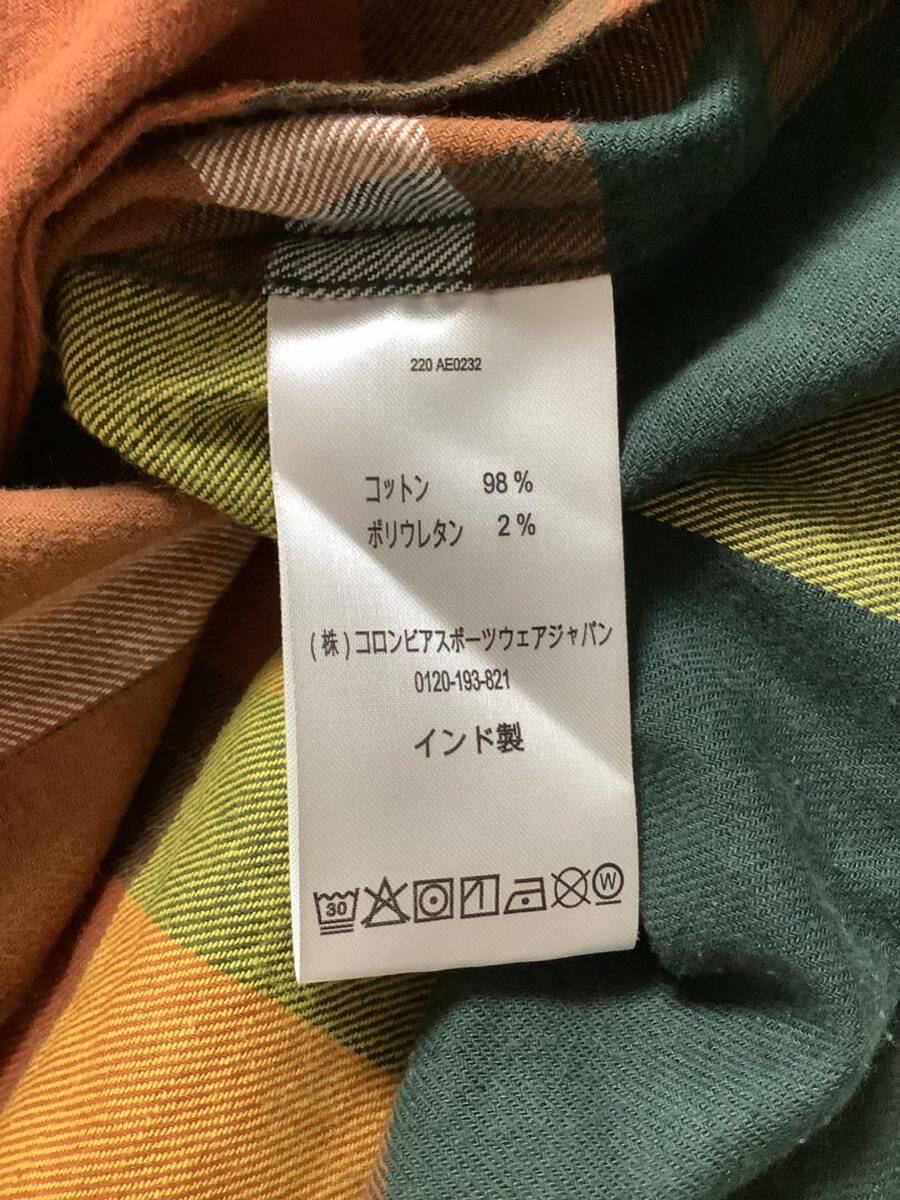 220 AE0232
コットン 98 %
ポリウレタン 2 %
(株)コロンビアスポーツウェアジャパン
0120-193-821
インド製
30 W